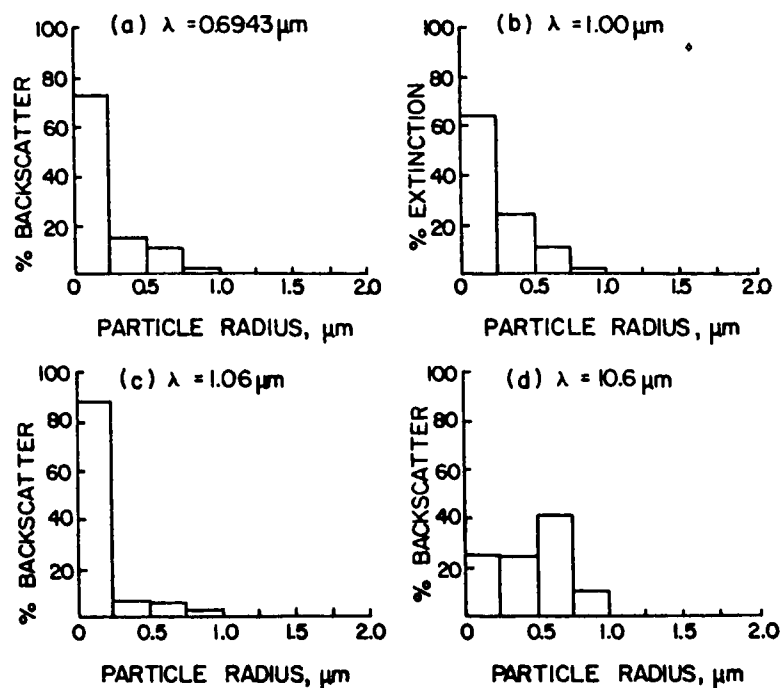 (a) λ = 0.6943 μm
% BACKSCATTER
100
80
60
40
20
0 0.5 1.0 1.5 2.0
PARTICLE RADIUS, μm
(b) λ = 1.00 μm
% EXTINCTION
100
80
60
40
20
0 0.5 1.0 1.5 2.0
PARTICLE RADIUS, μm
(c) λ = 1.06 μm
% BACKSCATTER
100
80
60
40
20
0 0.5 1.0 1.5 2.0
PARTICLE RADIUS, μm
(d) λ = 10.6 μm
% BACKSCATTER
100
80
60
40
20
0 0.5 1.0 1.5 2.0
PARTICLE RADIUS, μm